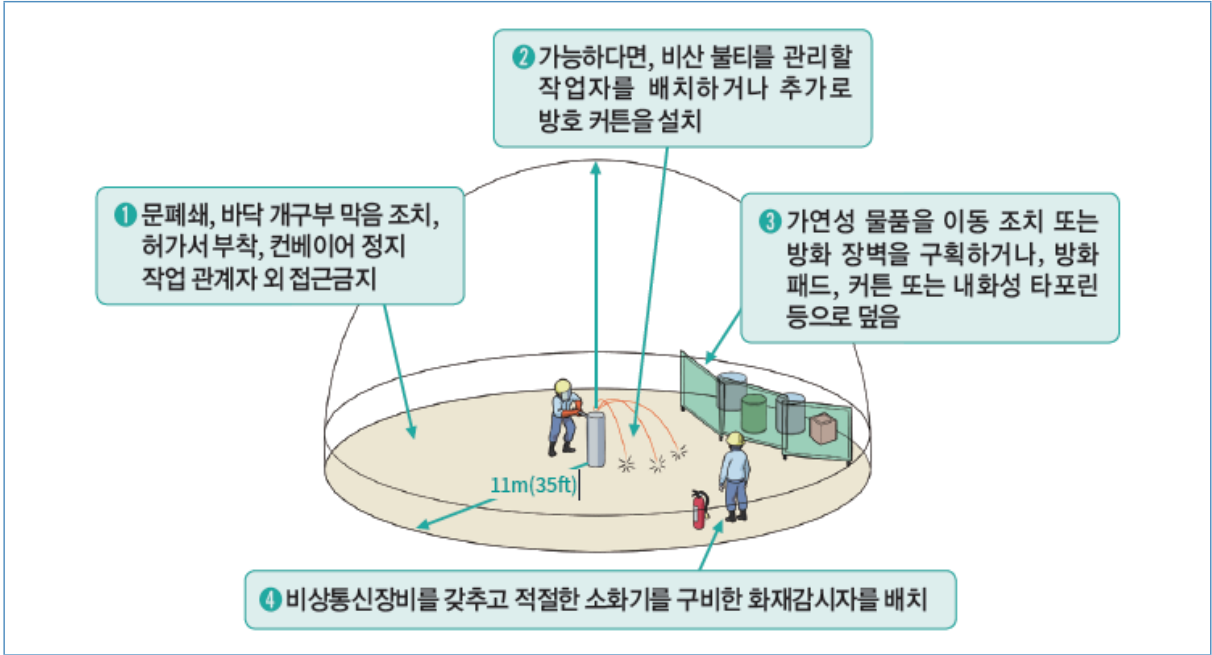 ❷ 가능하다면, 비산 불티를 관리할
작업자를 배치하거나 추가로
방호 커튼을 설치
❶ 문폐쇄, 바닥 개구부 막음 조치,
허가서 부착, 컨베이어 정지
작업 관계자 외 접근금지
❸ 가연성 물품을 이동 조치 또는
방화 장벽을 구획하거나, 방화
패드, 커튼 또는 내화성 타포린
등으로 덮음
11m(35ft)
❹ 비상통신장비를 갖추고 적절한 소화기를 구비한 화재감시자를 배치